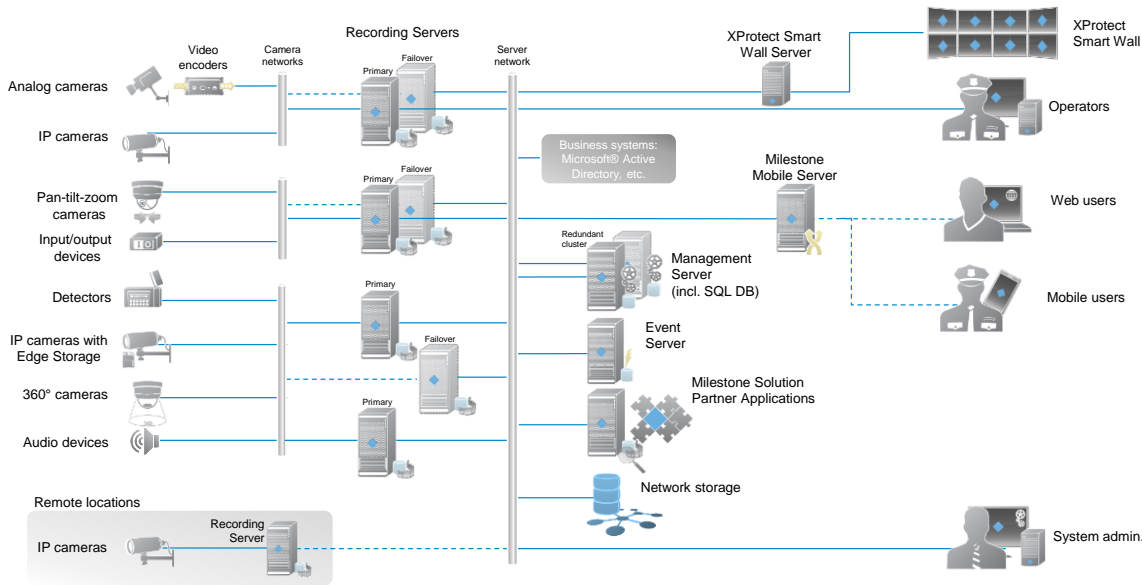 Recording Servers
XProtect Smart
Wall Server
XProtect
Smart Wall
Video
encoders
Camera
networks
Server
network
Failover
Primary
Analog cameras
Operators
IP cameras
Business systems:
Microsoft® Active
Directory, etc.
Milestone
Mobile Server
Failover
Primary
Pan-tilt-zoom
cameras
Web users
Input/output
devices
Redundant
cluster
Management
Server
(incl. SQL DB)
Detectors
Primary
Mobile users
IP cameras with
Edge Storage
Failover
Event
Server
360° cameras
Primary
Milestone Solution
Partner Applications
Audio devices
Network storage
Remote locations
Recording
Server
IP cameras
System admin.